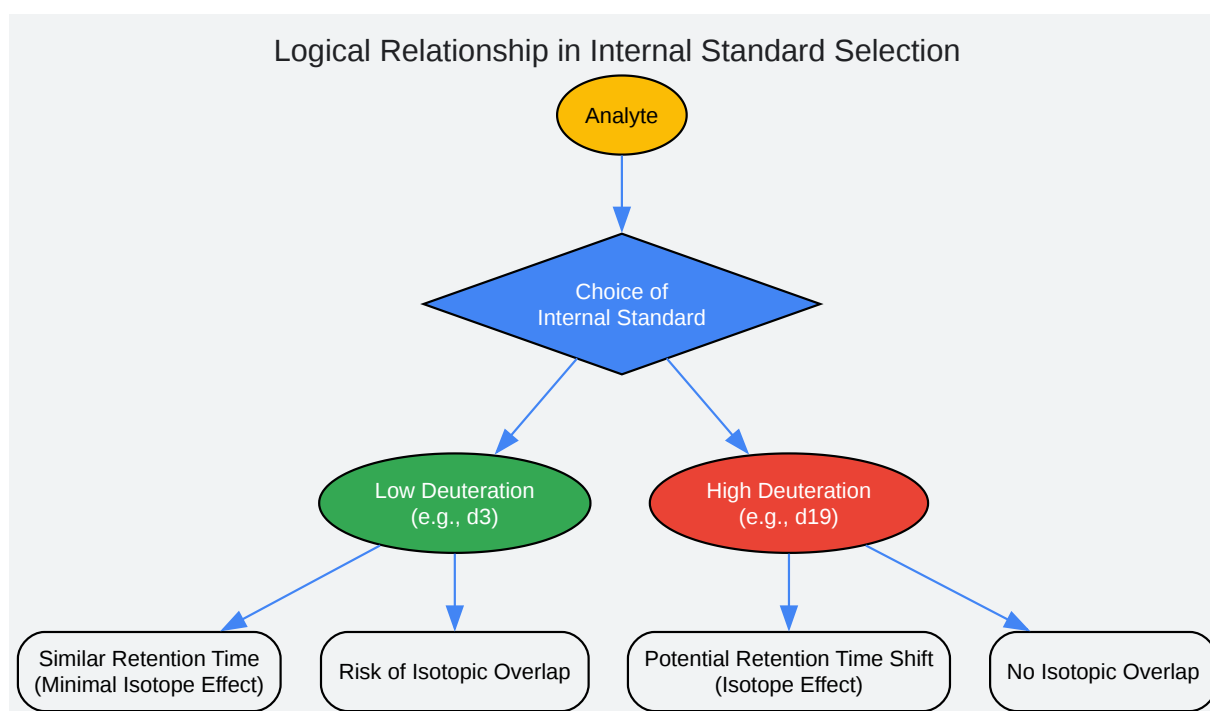 Logical Relationship in Internal Standard Selection
Analyte
Choice of
Internal Standard
Low Deuteration
(e.g., d3)
High Deuteration
(e.g., d19)
Similar Retention Time
(Minimal Isotope Effect)
Risk of Isotopic Overlap
Potential Retention Time Shift
(Isotope Effect)
No Isotopic Overlap